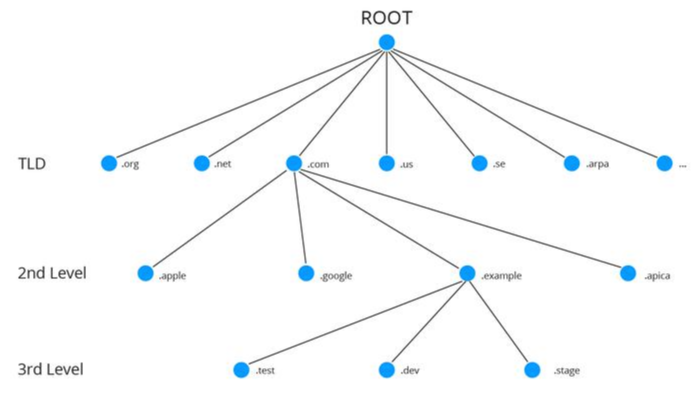 ROOT
TLD
.org
.net
.com
.us
.se
.arpa
...
2nd Level
.apple
.google
.example
.apica
3rd Level
.test
.dev
.stage